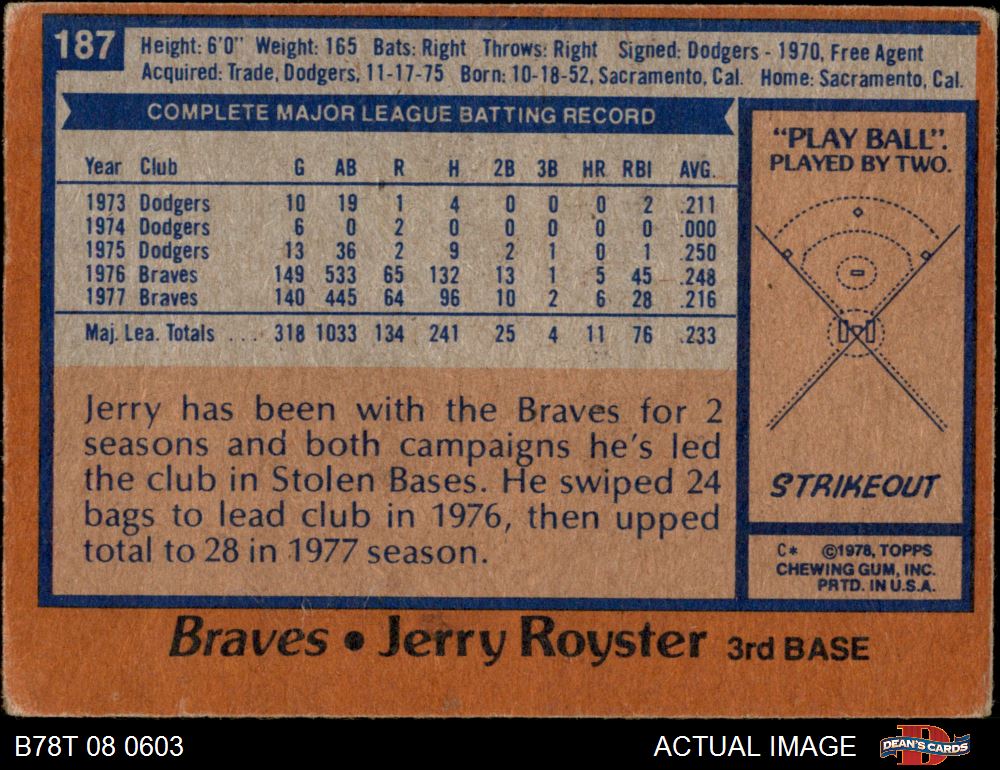 187
Height: 6'0" Weight: 165 Bats: Right Throws: Right Signed: Dodgers - 1970, Free Agent
Acquired: Trade, Dodgers, 11-17-75 Born: 10-18-52, Sacramento, Cal. Home: Sacramento, Cal.
COMPLETE MAJOR LEAGUE BATTING RECORD
Year Club G AB R H 2B 3B HR RBI AVG.
1973 Dodgers 10 19 1 4 0 0 0 2 .211
1974 Dodgers 6 0 2 0 0 0 0 0 .000
1975 Dodgers 13 36 2 9 2 1 0 1 .250
1976 Braves 149 533 65 132 13 1 5 45 .248
1977 Braves 140 445 64 96 10 2 6 28 .216
Maj. Lea. Totals ... 318 1033 134 241 25 4 11 76 .233
Jerry has been with the Braves for 2
seasons and both campaigns he's led
the club in Stolen Bases. He swiped 24
bags to lead club in 1976, then upped
total to 28 in 1977 season.
"PLAY BALL".
PLAYED BY TWO.
STRIKEOUT
C* ©1978, TOPPS
CHEWING GUM, INC.
PRTD. IN U.S.A.
Braves • Jerry Royster 3rd BASE
B78T 08 0603
ACTUAL IMAGE
D
DEAN'S CARDS